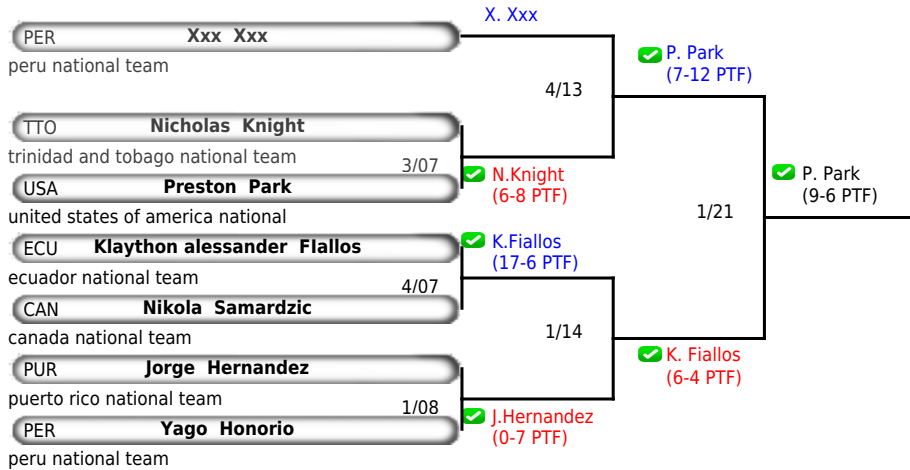 X. Xxx
PER Xxx Xxx
peru national team
P. Park
(7-12 PTF)
4/13
TTO Nicholas Knight
trinidad and tobago national team
3/07
N.Knight
(6-8 PTF)
USA Preston Park
united states of america national
P. Park
(9-6 PTF)
1/21
ECU Klaython alessander FIallos
K.Fiallos
(17-6 PTF)
ecuador national team
4/07
CAN Nikola Samardzic
canada national team
1/14
PUR Jorge Hernandez
K. Fiallos
(6-4 PTF)
puerto rico national team
1/08
J.Hernandez
(0-7 PTF)
PER Yago Honorio
peru national team